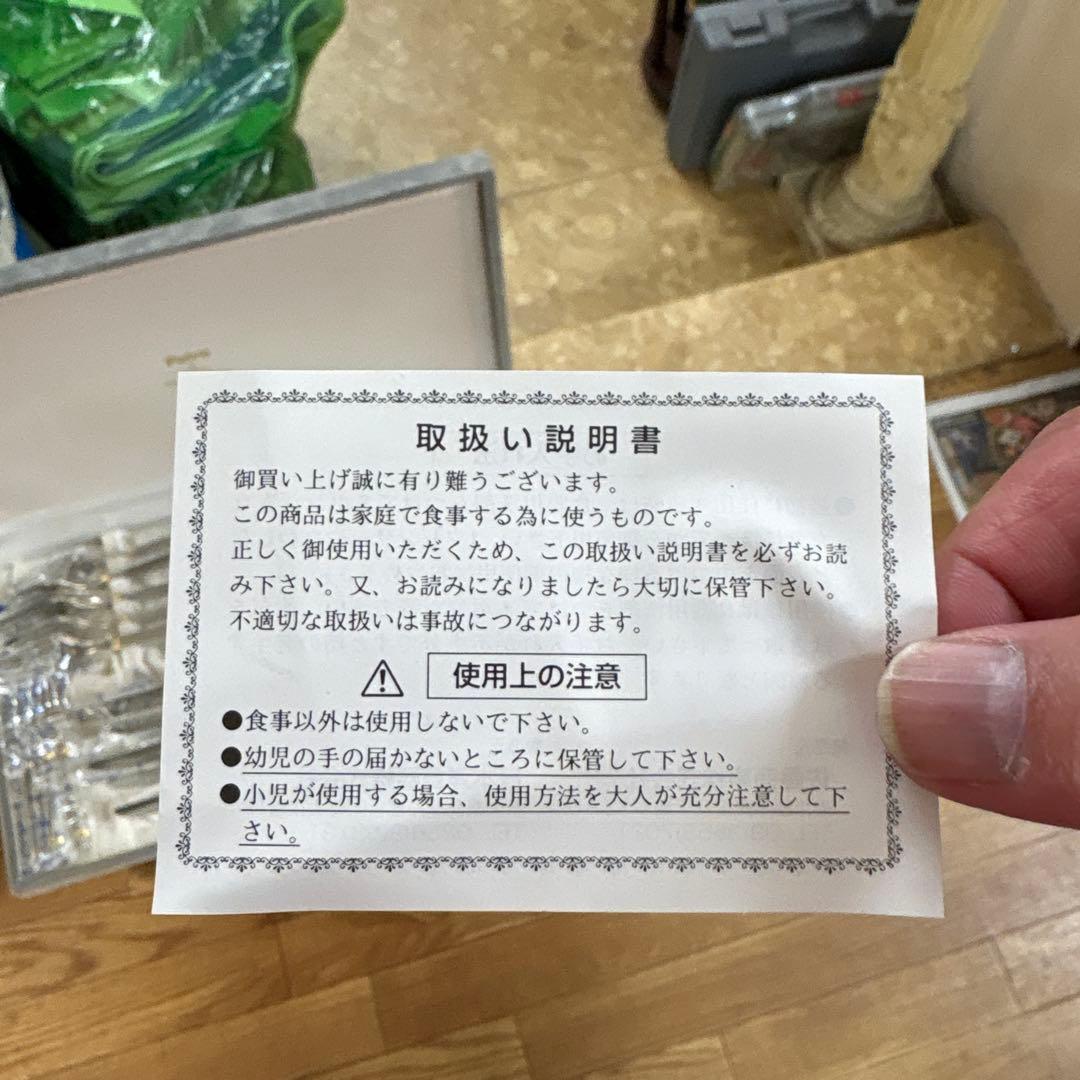 取扱い説明書
御買い上げ誠に有り難うございます。
この商品は家庭で食事する為に使うものです。
正しく御使用いただくため、この取扱い説明書を必ずお読
み下さい。又、お読みになりましたら大切に保管下さい。
不適切な取扱いは事故につながります。
使用上の注意
●食事以外は使用しないで下さい。
●幼児の手の届かないところに保管して下さい。
●小児が使用する場合、使用方法を大人が充分注意して下
さい。